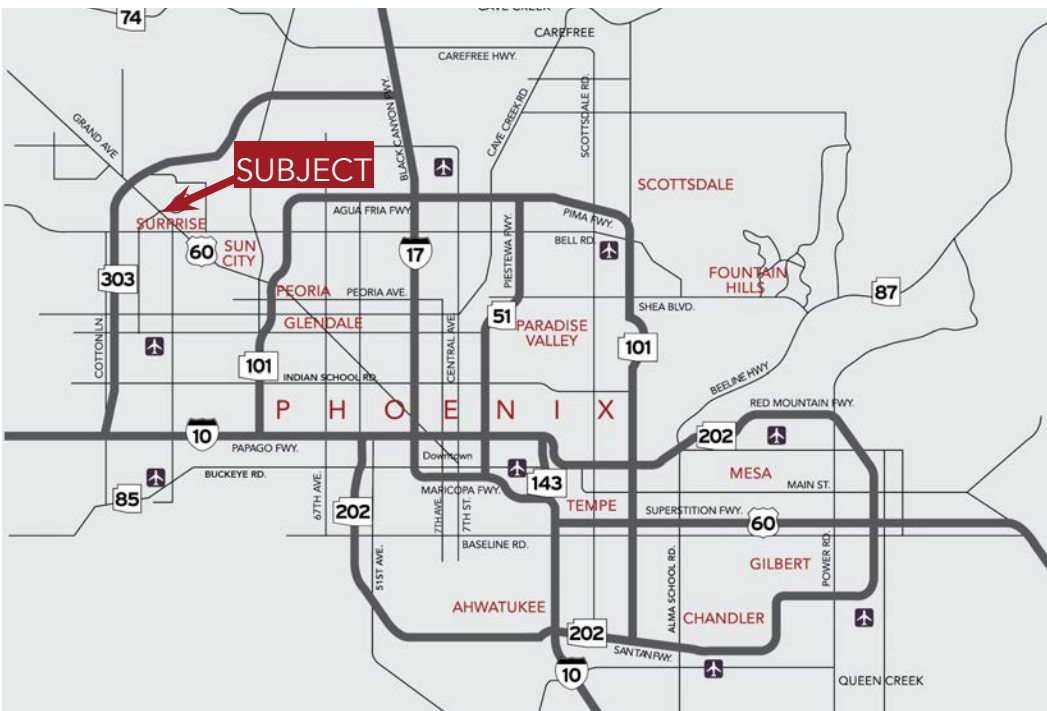 CAVE CREEK
74
CAREFREE
CAREFREE HWY.
BLACK CANYON FWY.
CAVE CREEK RD
SCOTTSDALE RD.
GRAND AVE
SUBJECT
SCOTTSDALE
AGUA FRIA FWY.
PIESTEWA FWY.
PIMA FWY.
SURPRISE
60
SUN
CITY
17
BELL RD.
303
FOUNTAIN
HILLS
87
PEORIA
PEORIA AVE.
SHEA BLVD.
GLENDALE
51
PARADISE
VALLEY
COTTON LN.
101
CENTRAL AVE.
101
INDIAN SCHOOL RD.
BEELINE HWY
PHOENIX
RED MOUNTAIN FWY.
10
202
PAPAGO FWY.
Downtown
BUCKEYE RD.
MESA
85
67TH AVE.
202
MARICOPA FWY.
7TH AVE.
7TH ST.
143
MAIN ST.
TEMPE
SUPERSTITION FWY.
60
BASELINE RD.
51ST AVE.
ALMA SCHOOL RD.
POWER RD.
GILBERT
AHWATUKEE
CHANDLER
202
SANTAN FWY.
10
QUEEN CREEK